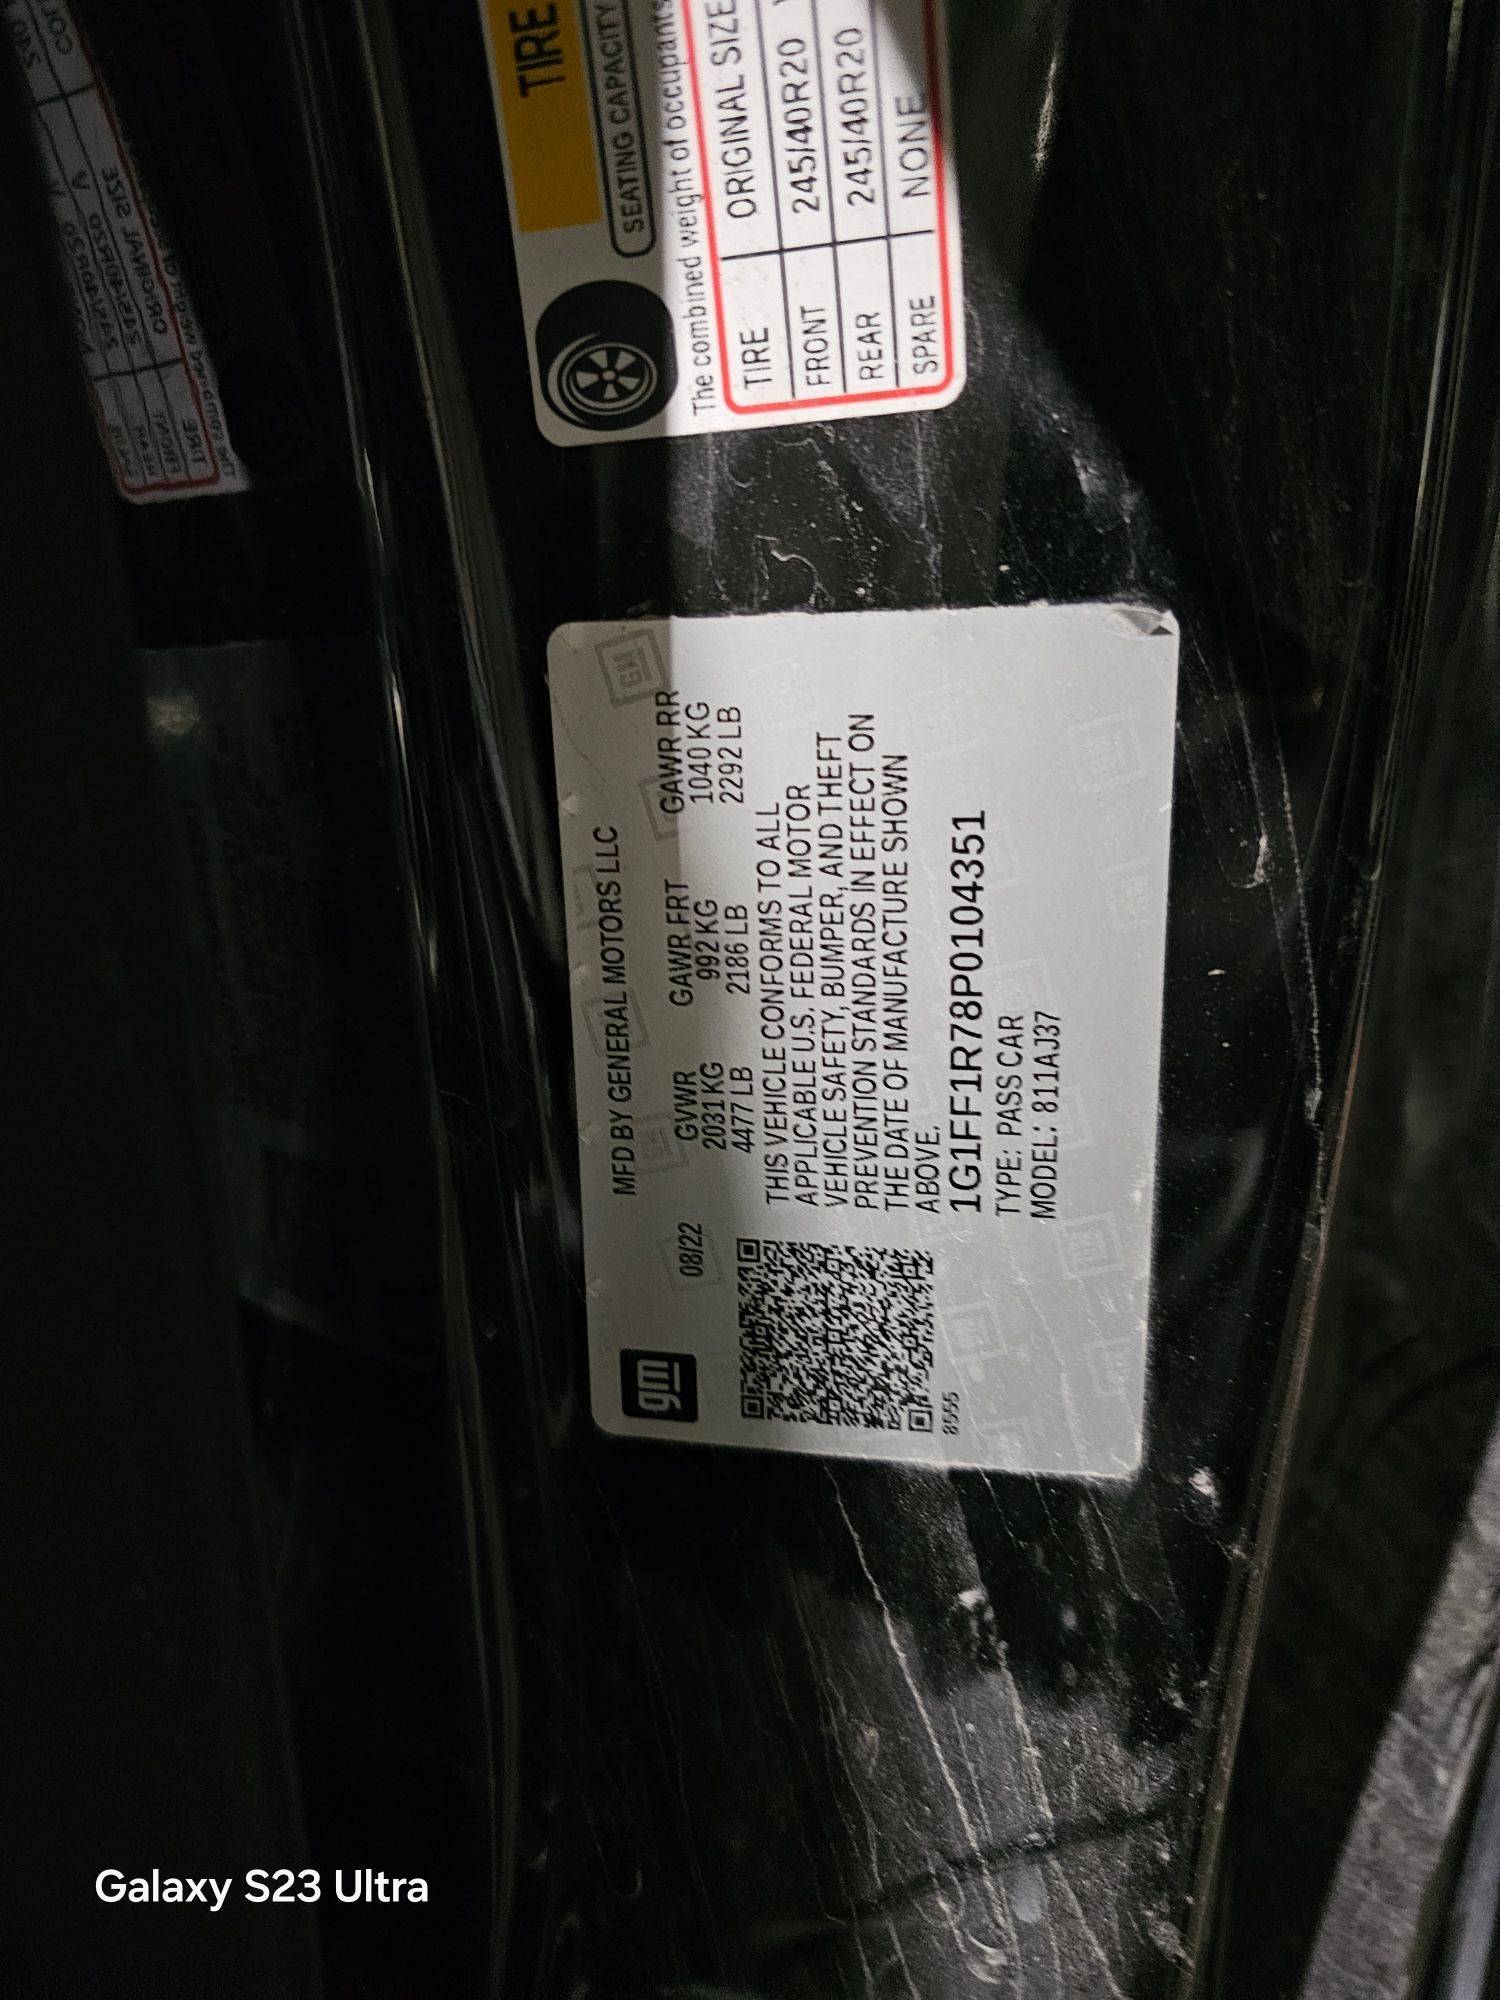 TIRE
SEATING CAPACITY
The combined weight of occupants
TIRE ORIGINAL SIZE
FRONT 245/40R20
REAR 245/40R20
SPARE NONE
gm
MFD BY GENERAL MOTORS LLC
08/22 GVWR GAWR FRT GAWR RR
2031 KG 992 KG 1040 KG
4477 LB 2186 LB 2292 LB
THIS VEHICLE CONFORMS TO ALL
APPLICABLE U.S. FEDERAL MOTOR
VEHICLE SAFETY, BUMPER, AND THEFT
PREVENTION STANDARDS IN EFFECT ON
THE DATE OF MANUFACTURE SHOWN
ABOVE.
1G1FF1R78P0104351
TYPE: PASS CAR
MODEL: 811AJ37
8555
Galaxy S23 Ultra